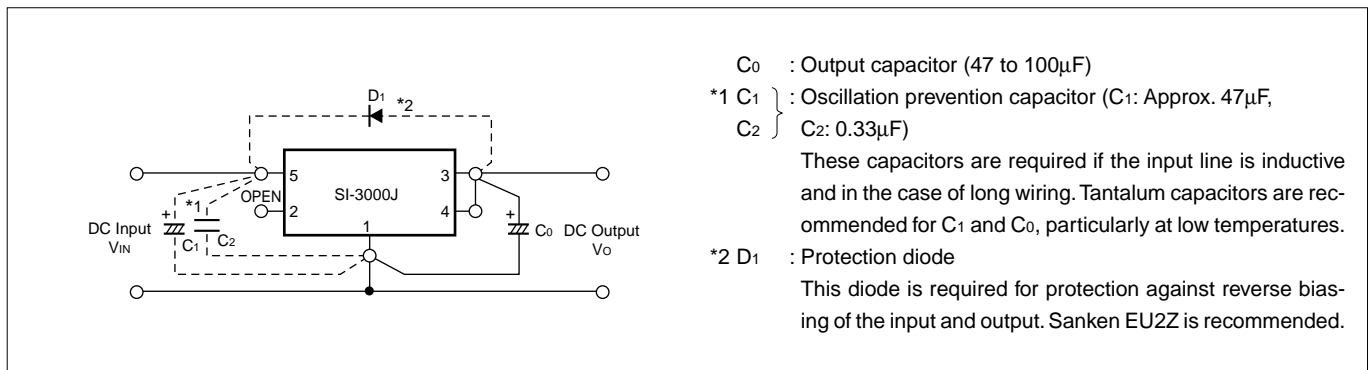 D1
*2
5
SI-3000J
3
OPEN
2
4
1
*1
+
+
DC Input
VIN
C1
C2
C0
DC Output
VO
C0 : Output capacitor (47 to 100μF)
*1 C1 : Oscillation prevention capacitor (C1: Approx. 47μF,
C2 C2: 0.33μF)
These capacitors are required if the input line is inductive
and in the case of long wiring. Tantalum capacitors are rec-
ommended for C1 and C0, particularly at low temperatures.
*2 D1 : Protection diode
This diode is required for protection against reverse bias-
ing of the input and output. Sanken EU2Z is recommended.